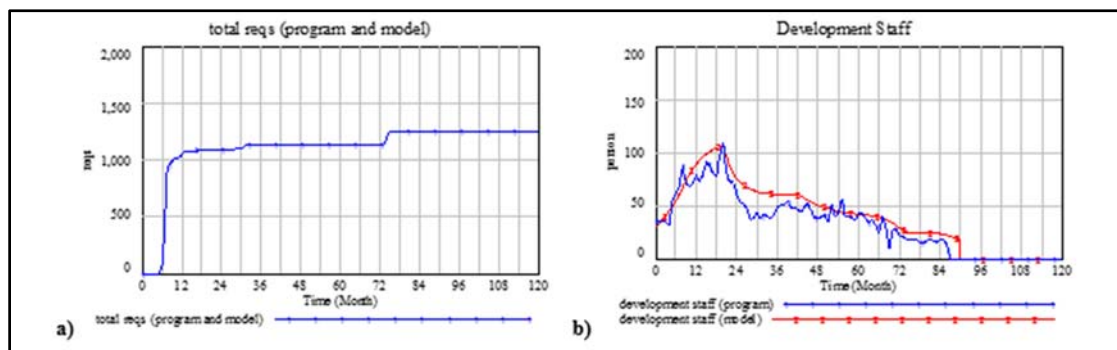 total reqs (program and model)
2,000
1,500
1,000
500
0
reqs
0 12 24 36 48 60 72 84 96 108 120
Time (Month)
a) total reqs (program and model)
Development Staff
200
150
100
50
0
person
0 12 24 36 48 60 72 84 96 108 120
Time (Month)
development staff (program)
b) development staff (model)